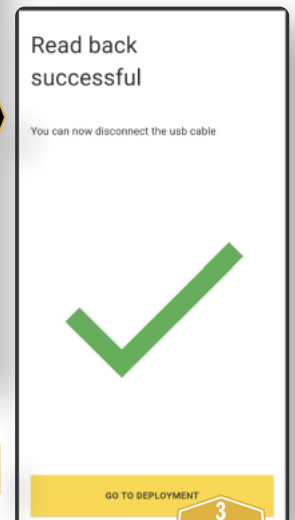 Read back
successful
You can now disconnect the usb cable
GO TO DEPLOYMENT
3